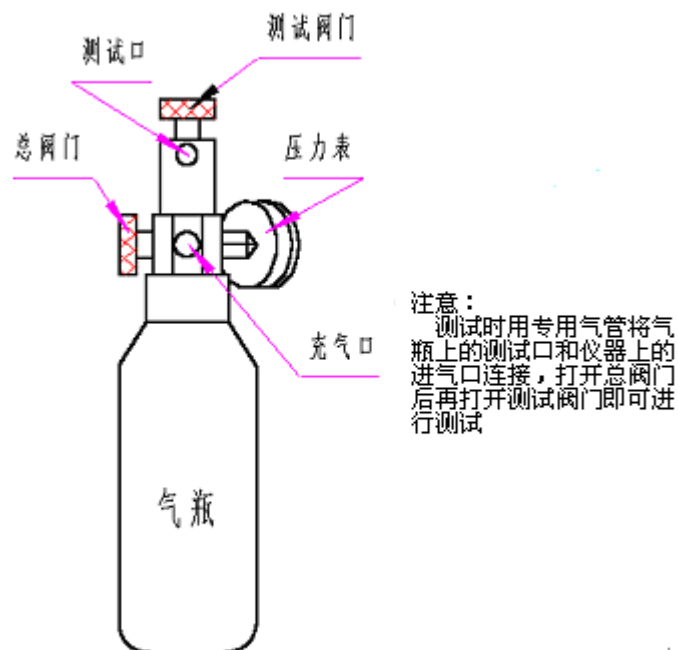 测试口
测试阀门
总阀门
压力表
充气口
气瓶
注意：
测试时用专用气管将气
瓶上的测试口和仪器上的
进气口连接，打开总阀门
后再打开测试阀门即可进
行测试